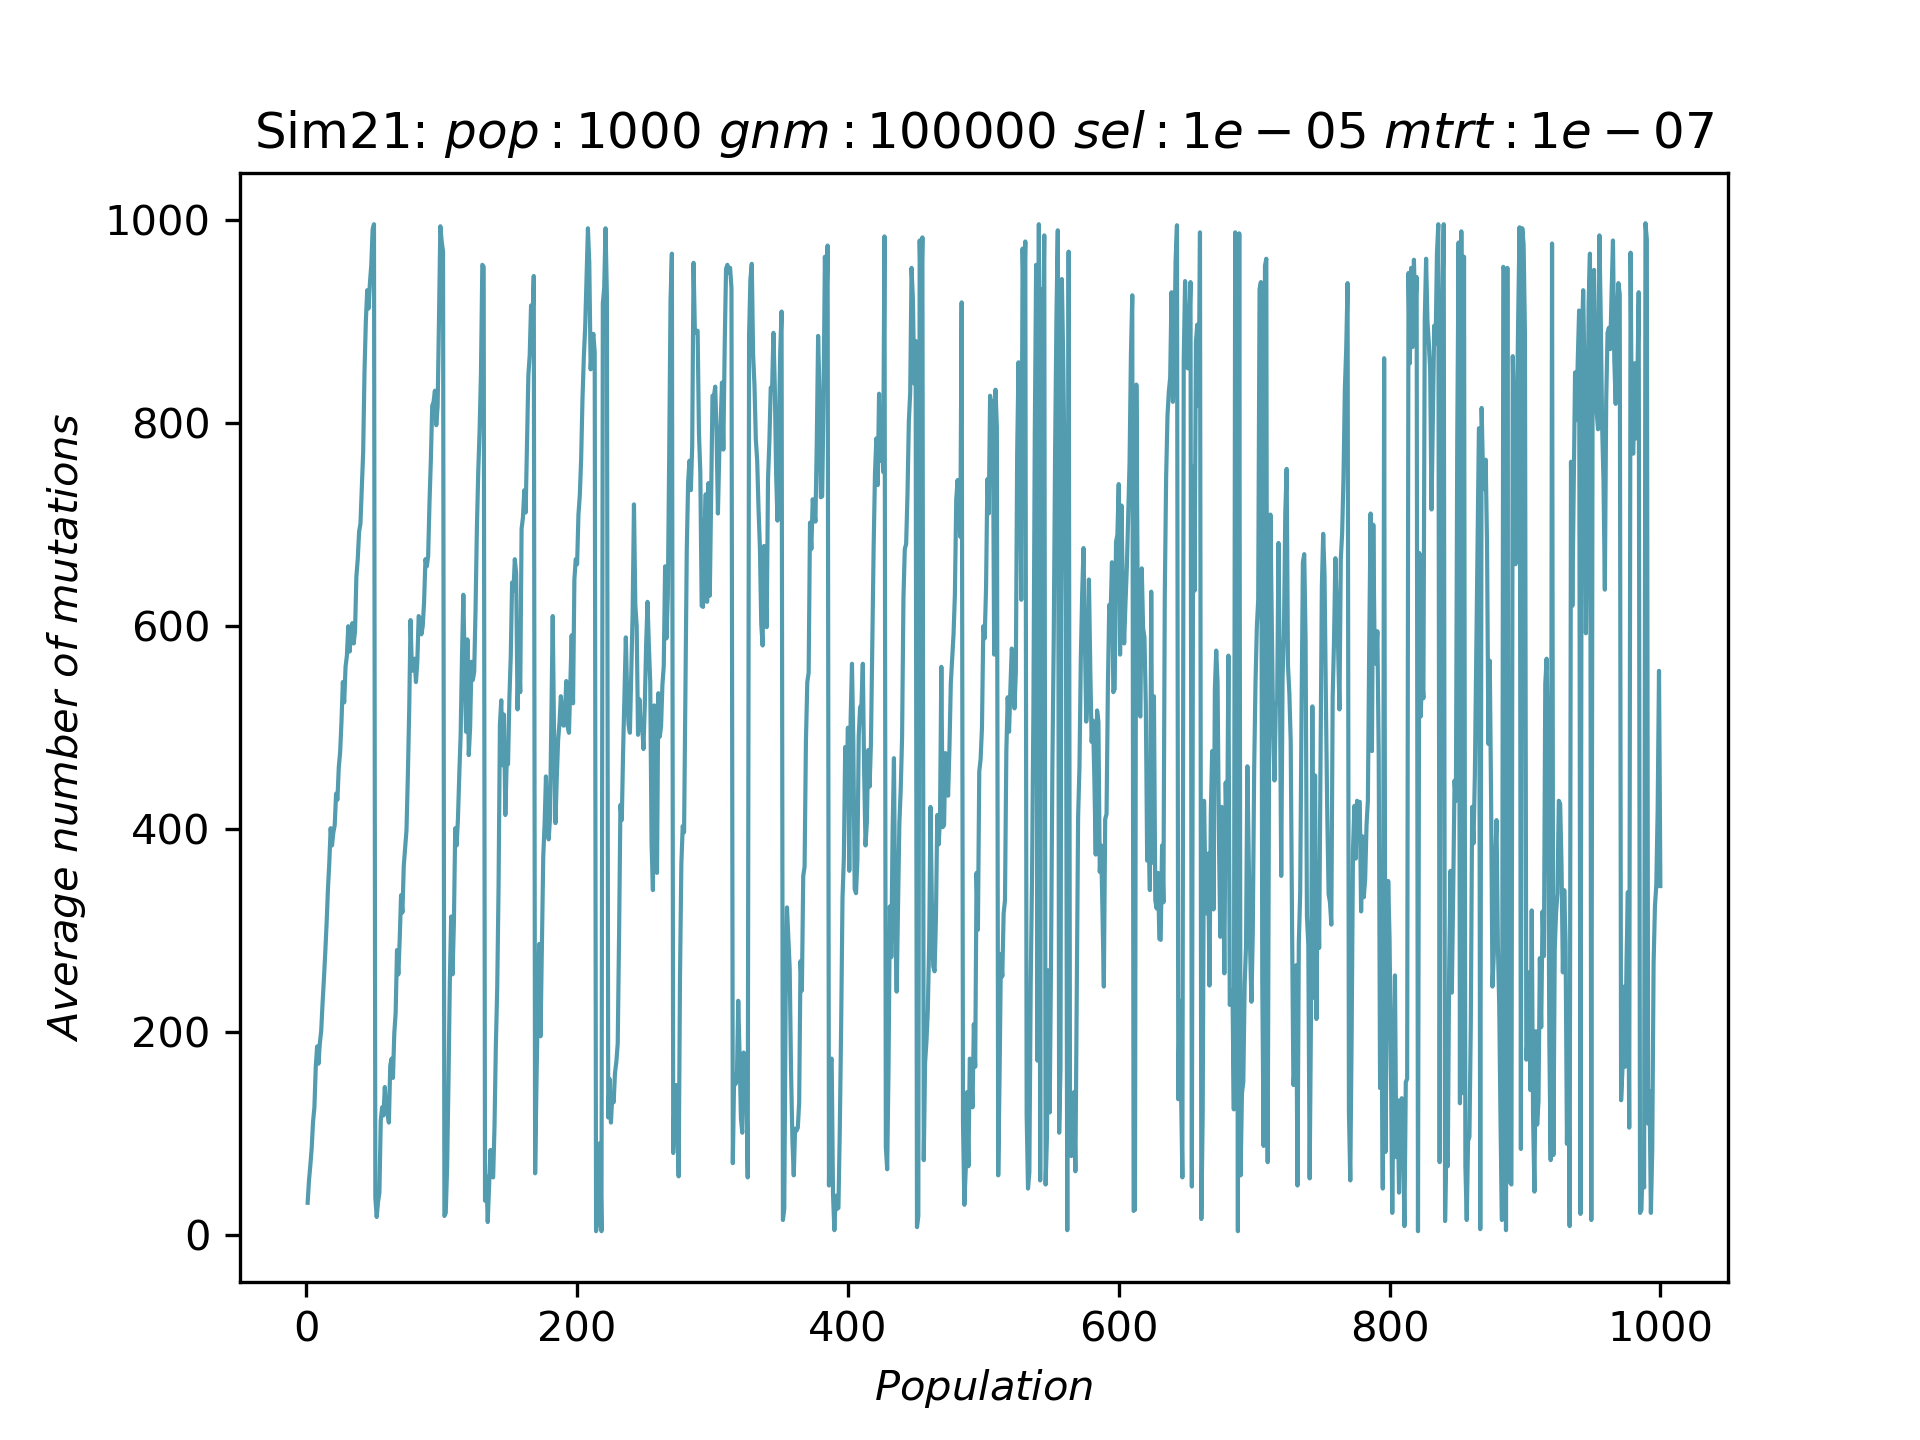 Sim21: pop : 1000 gnm : 100000 sel : 1e − 05 mtrt : 1e − 07
Average number of mutations
1000
800
600
400
200
0
0 200 400 600 800 1000
Population